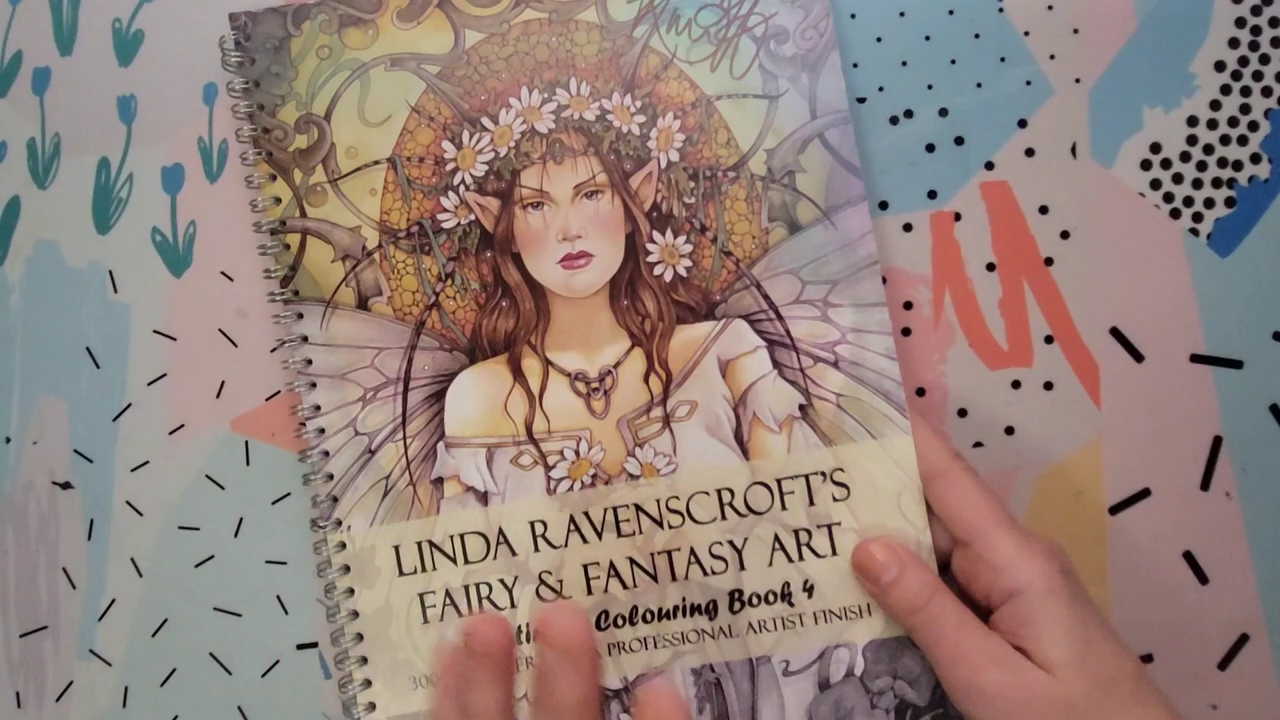 LINDA RAVENSCROFT'S
FAIRY & FANTASY ART
Colouring Book 4
PROFESSIONAL ARTIST FINISH